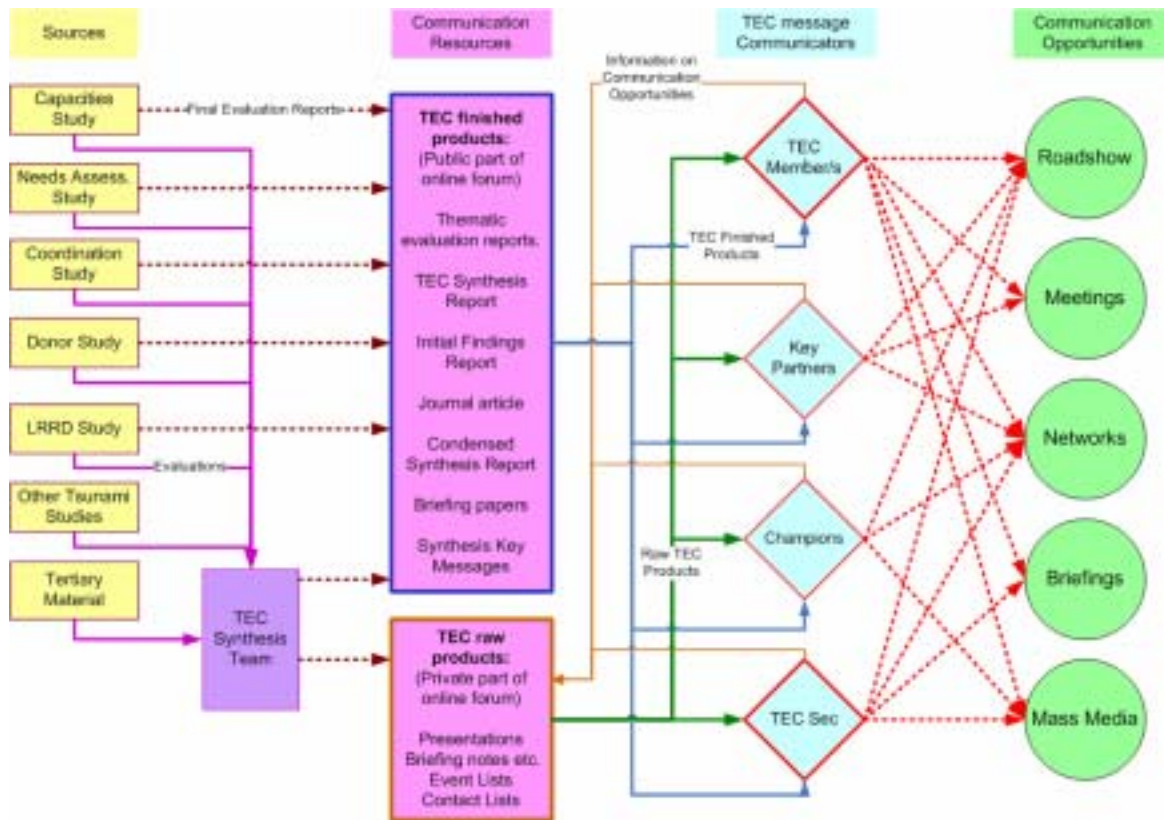 Sources
Communication
Resources
TEC message
Communicators
Communication
Opportunities
Capacities
Study
Needs Assess.
Study
Coordination
Study
Donor Study
LRRD Study
Other Tsunami
Studies
Tertiary
Material
Final Evaluation Reports
Evaluations
TEC
Synthesis
Team
TEC finished
products:
(Public part of
online forum)
Thematic
evaluation reports.
TEC Synthesis
Report
Initial Findings
Report
Journal article
Condensed
Synthesis Report
Briefing papers
Synthesis Key
Messages
TEC raw
products:
(Private part of
online forum)
Presentations
Briefing notes etc.
Event Lists
Contact Lists
Information on
Communication
Opportunities
TEC Finished
Products
Raw TEC
Products
TEC
Member/s
Key
Partners
Champions
TEC Sec
Roadshow
Meetings
Networks
Briefings
Mass Media